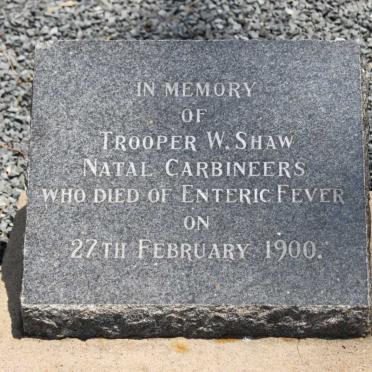 IN MEMORY
OF
TROOPER W. SHAW
NATAL CARBINEERS
WHO DIED OF ENTERIC FEVER
ON
27TH FEBRUARY 1900.